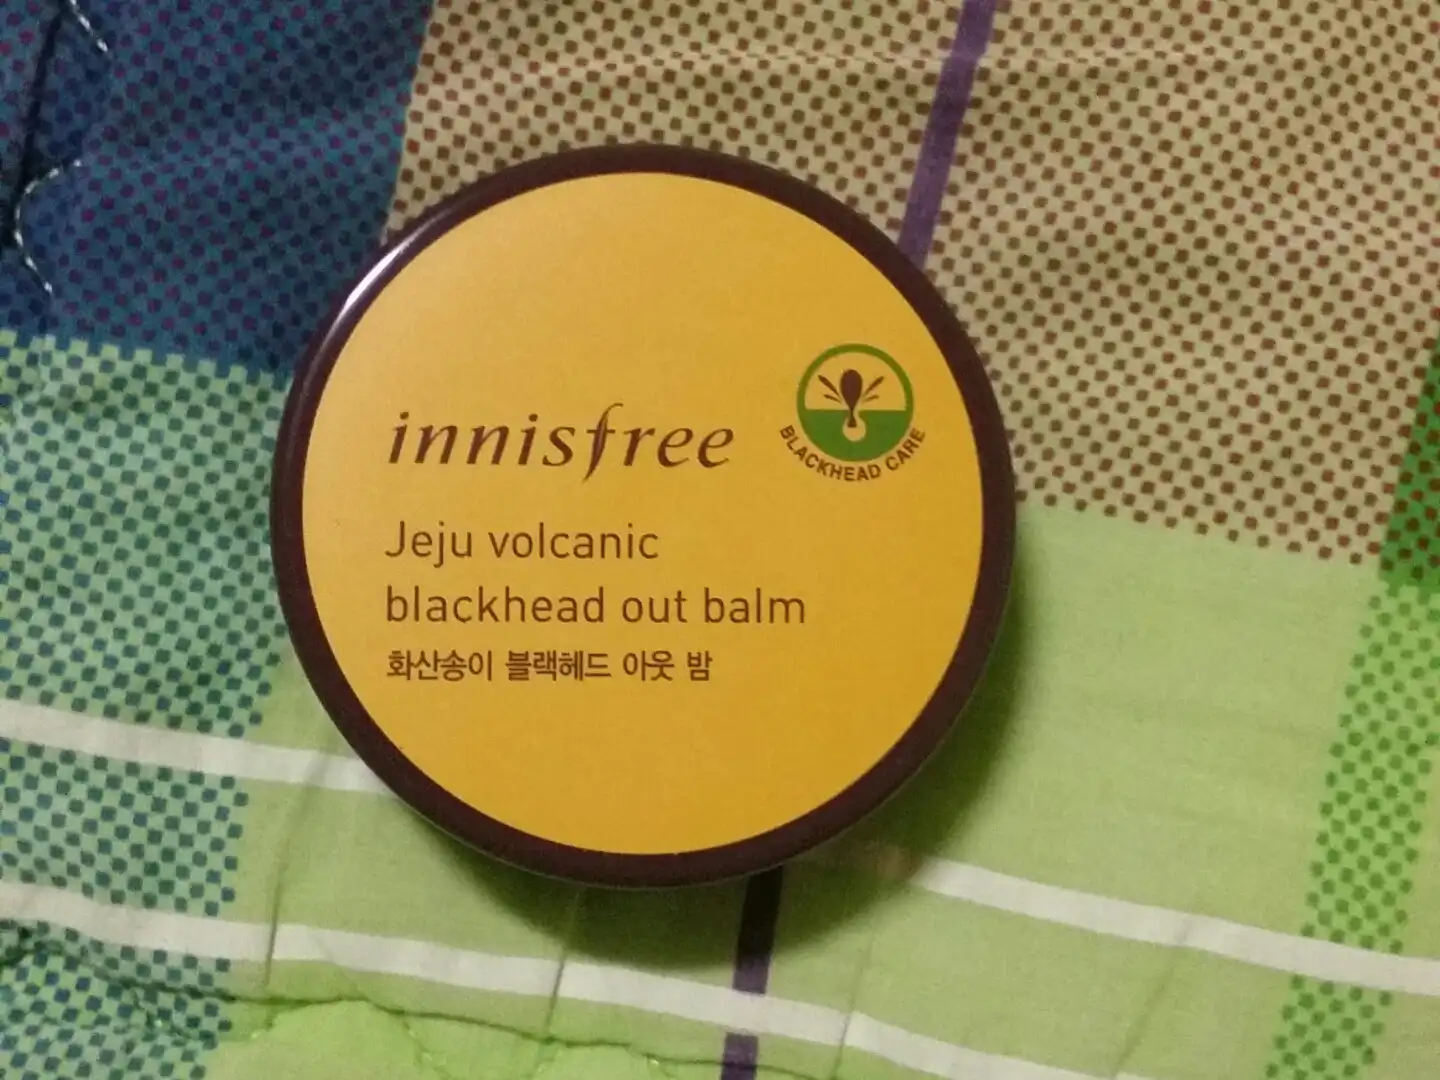 innisfree
BLACKHEAD CARE
Jeju volcanic
blackhead out balm
화산송이 블랙헤드 아웃 밤